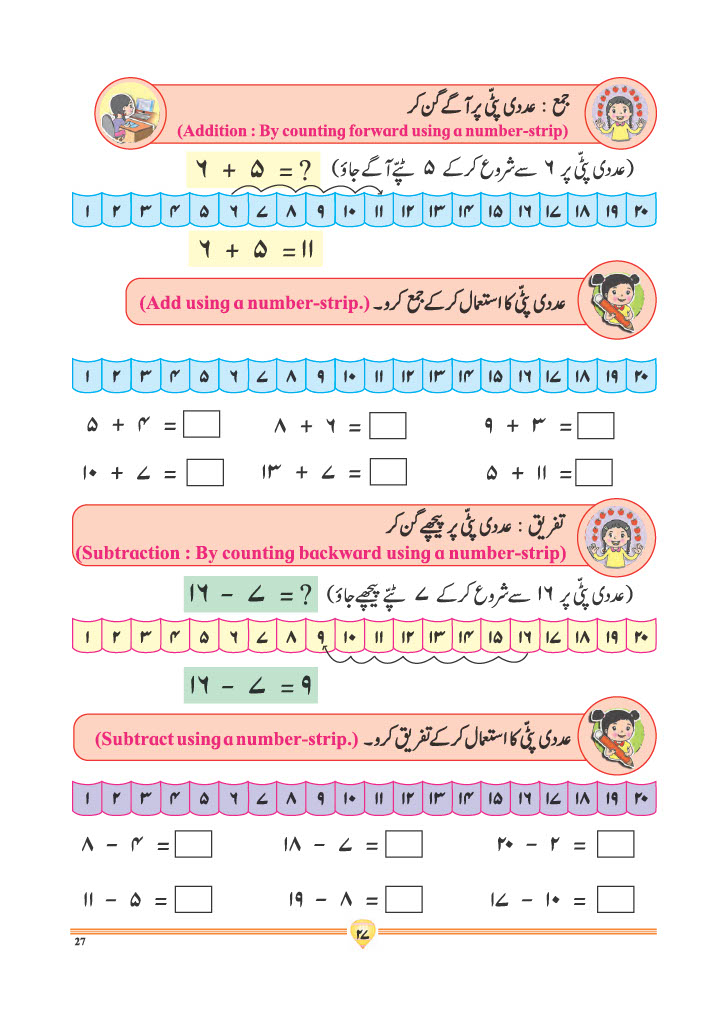 جمع : عددی پٹّی پر آگے گن کر
(Addition : By counting forward using a number-strip)
۶ + ۵ = ? (عددی پٹّی پر ۶ سے شروع کرکے ۵ ٹپّے آگے جاؤ)
۱ ۲ ۳ ۴ ۵ ۶ ۷ ۸ ۹ ۱۰ ۱۱ ۱۲ ۱۳ ۱۴ ۱۵ ۱۶ ۱۷ ۱۸ ۱۹ ۲۰
۶ + ۵ = ۱۱
عددی پٹّی کا استعمال کرکے جمع کرو۔ (Add using a number-strip.)
۱ ۲ ۳ ۴ ۵ ۶ ۷ ۸ ۹ ۱۰ ۱۱ ۱۲ ۱۳ ۱۴ ۱۵ ۱۶ ۱۷ ۱۸ ۱۹ ۲۰
۵ + ۴ = ۸ + ۶ = ۹ + ۳ =
۱۰ + ۷ = ۱۳ + ۷ = ۵ + ۱۱ =
تفریق : عددی پٹّی پر پیچھے گن کر
(Subtraction : By counting backward using a number-strip)
۱۶ − ۷ = ? (عددی پٹّی پر ۱۶ سے شروع کرکے ۷ ٹپّے پیچھے جاؤ)
۱ ۲ ۳ ۴ ۵ ۶ ۷ ۸ ۹ ۱۰ ۱۱ ۱۲ ۱۳ ۱۴ ۱۵ ۱۶ ۱۷ ۱۸ ۱۹ ۲۰
۱۶ − ۷ = ۹
عددی پٹّی کا استعمال کرکے تفریق کرو۔ (Subtract using a number-strip.)
۱ ۲ ۳ ۴ ۵ ۶ ۷ ۸ ۹ ۱۰ ۱۱ ۱۲ ۱۳ ۱۴ ۱۵ ۱۶ ۱۷ ۱۸ ۱۹ ۲۰
۸ − ۴ = ۱۸ − ۷ = ۲۰ − ۲ =
۱۱ − ۵ = ۱۹ − ۸ = ۱۷ − ۱۰ =
۲۷
27